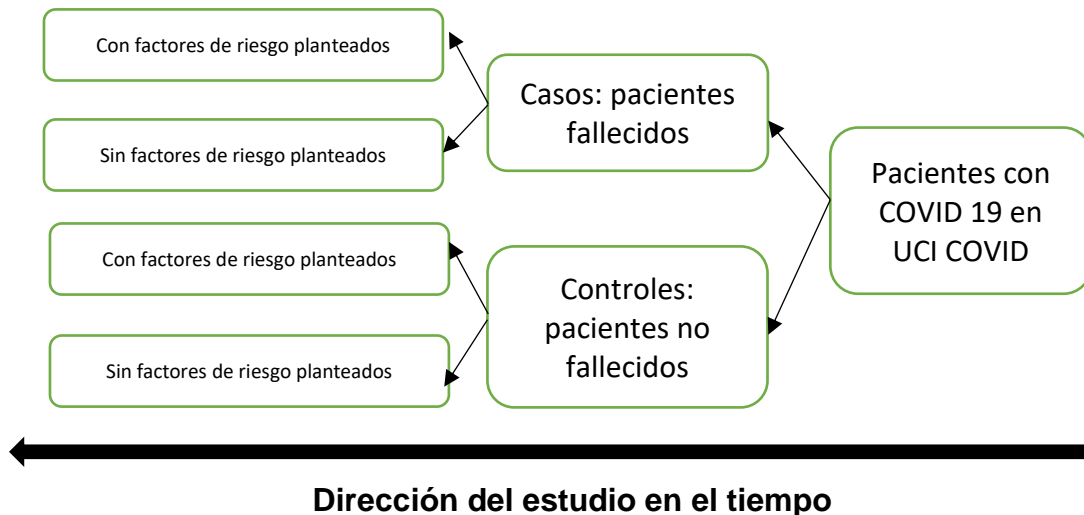 Con factores de riesgo planteados
Sin factores de riesgo planteados
Con factores de riesgo planteados
Sin factores de riesgo planteados
Casos: pacientes
fallecidos
Controles:
pacientes no
fallecidos
Pacientes con
COVID 19 en
UCI COVID
Dirección del estudio en el tiempo